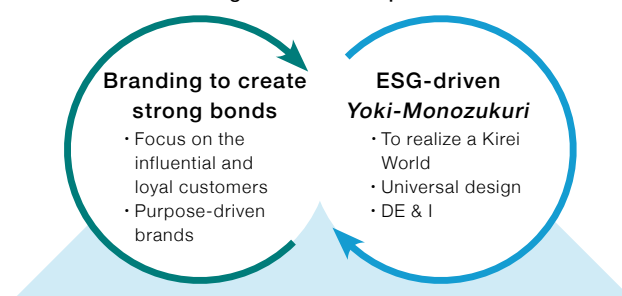 Branding to create
strong bonds
・Focus on the
influential and
loyal customers
・Purpose-driven
brands
ESG-driven
Yoki-Monozukuri
・To realize a Kirei
World
・Universal design
・DE & I